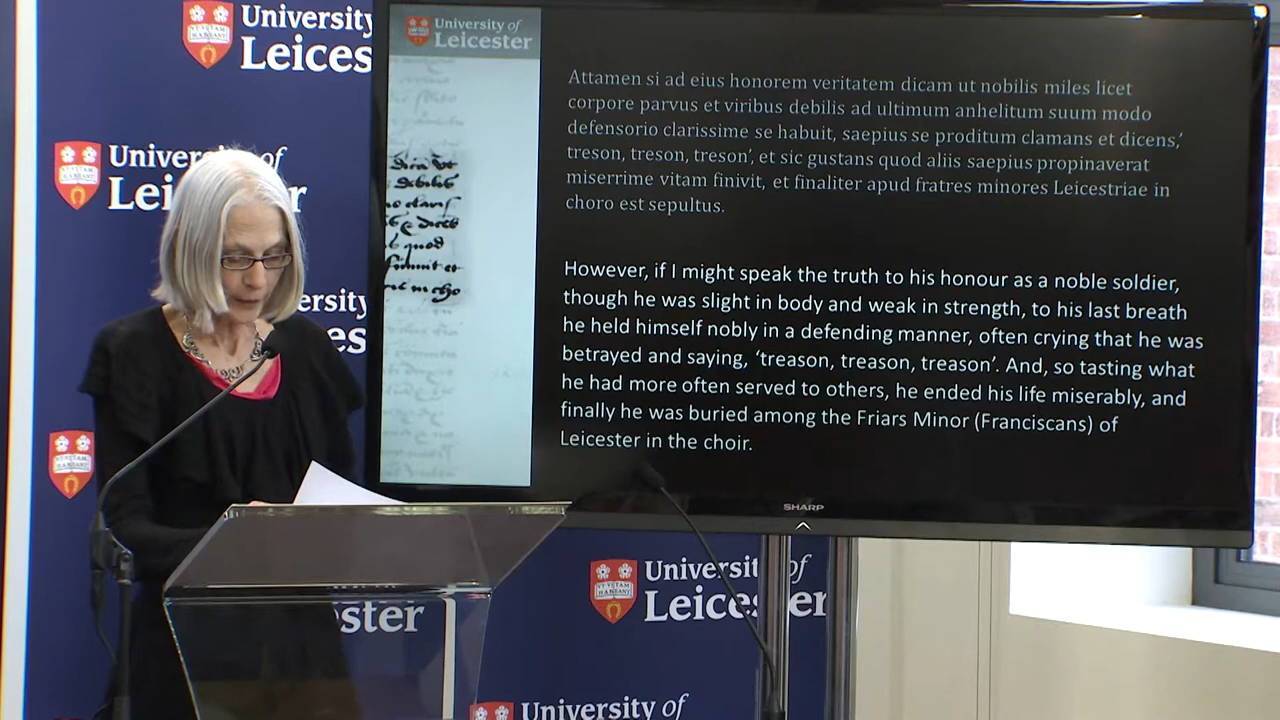 University
Leices
University of
Leicester
University of
Lei r
ersity
es
Attamen si ad eius honorem veritatem dicam ut nobilis miles licet
corpore parvus et viribus debilis ad ultimum anhelitum suum modo
defensorio clarissime se habuit, saepius se proditum clamans et dicens,‘
treson, treson, treson’, et sic gustans quod aliis saepius propinaverat
miserrime vitam finivit, et finaliter apud fratres minores Leicestriae in
choro est sepultus.
However, if I might speak the truth to his honour as a noble soldier,
though he was slight in body and weak in strength, to his last breath
he held himself nobly in a defending manner, often crying that he was
betrayed and saying, ‘treason, treason, treason’. And, so tasting what
he had more often served to others, he ended his life miserably, and
finally he was buried among the Friars Minor (Franciscans) of
Leicester in the choir.
SHARP
University of
Leicester
ster
University of